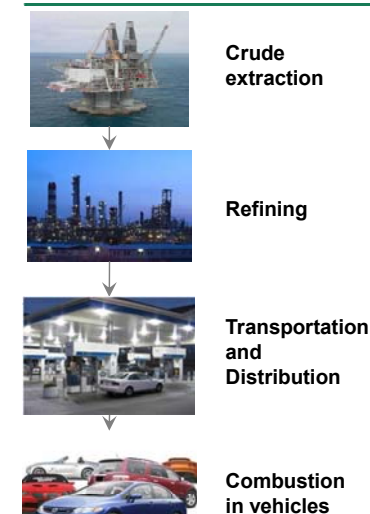 Crude
extraction
Refining
Transportation
and
Distribution
Combustion
in vehicles